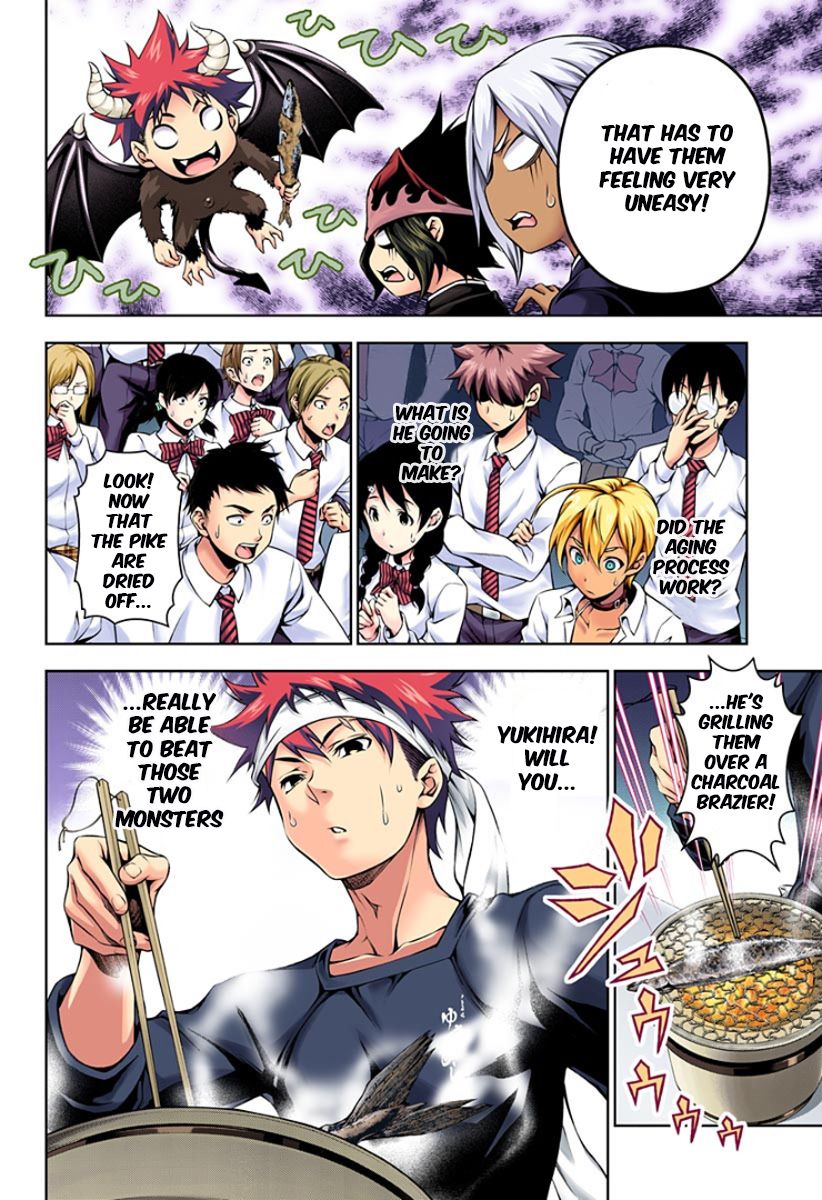 ひひひ
THAT HAS TO
HAVE THEM
FEELING VERY
UNEASY!
ひひひ
WHAT IS
HE GOING
TO
MAKE?
DID THE
AGING
PROCESS
WORK?
LOOK!
NOW
THAT
THE PIKE
ARE
DRIED
OFF...
...HE'S
GRILLING
THEM
OVER A
CHARCOAL
BRAZIER!
ジュウウウ
YUKIHIRA!
WILL
YOU...
...REALLY
BE ABLE
TO BEAT
THOSE
TWO
MONSTERS